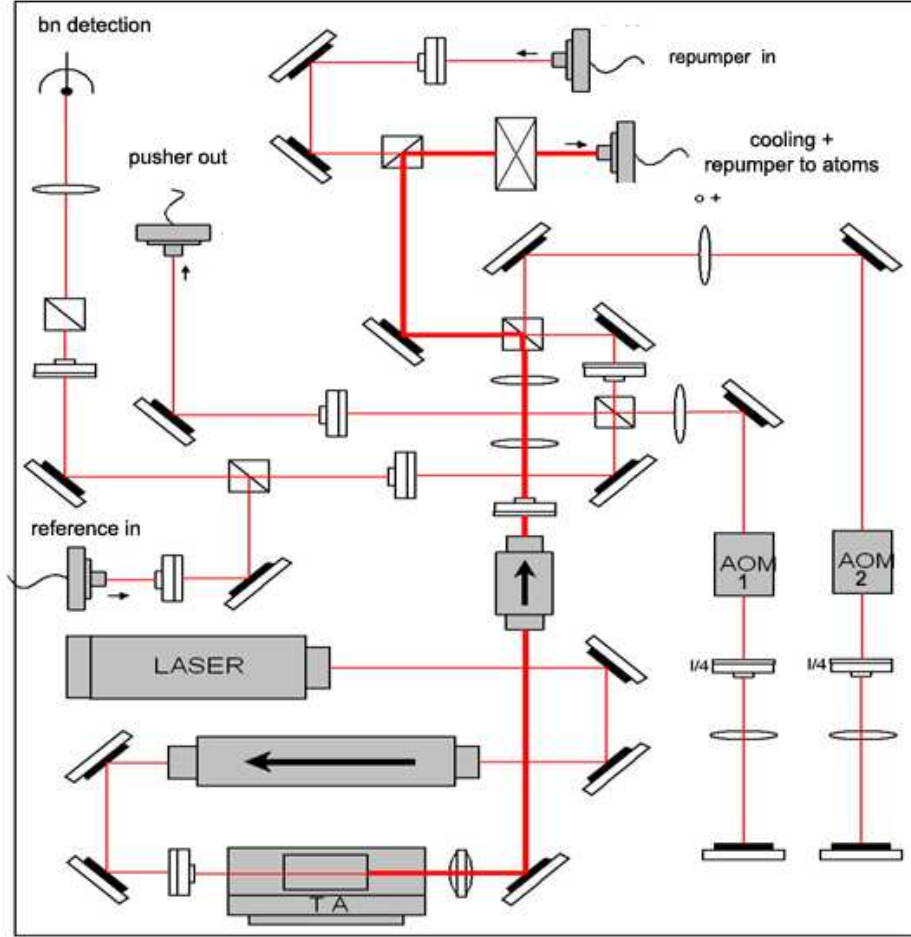 bn detection
repumper in
pusher out
cooling +
repumper to atoms
o +
reference in
AOM
1
AOM
2
LASER
l/4
l/4
T A